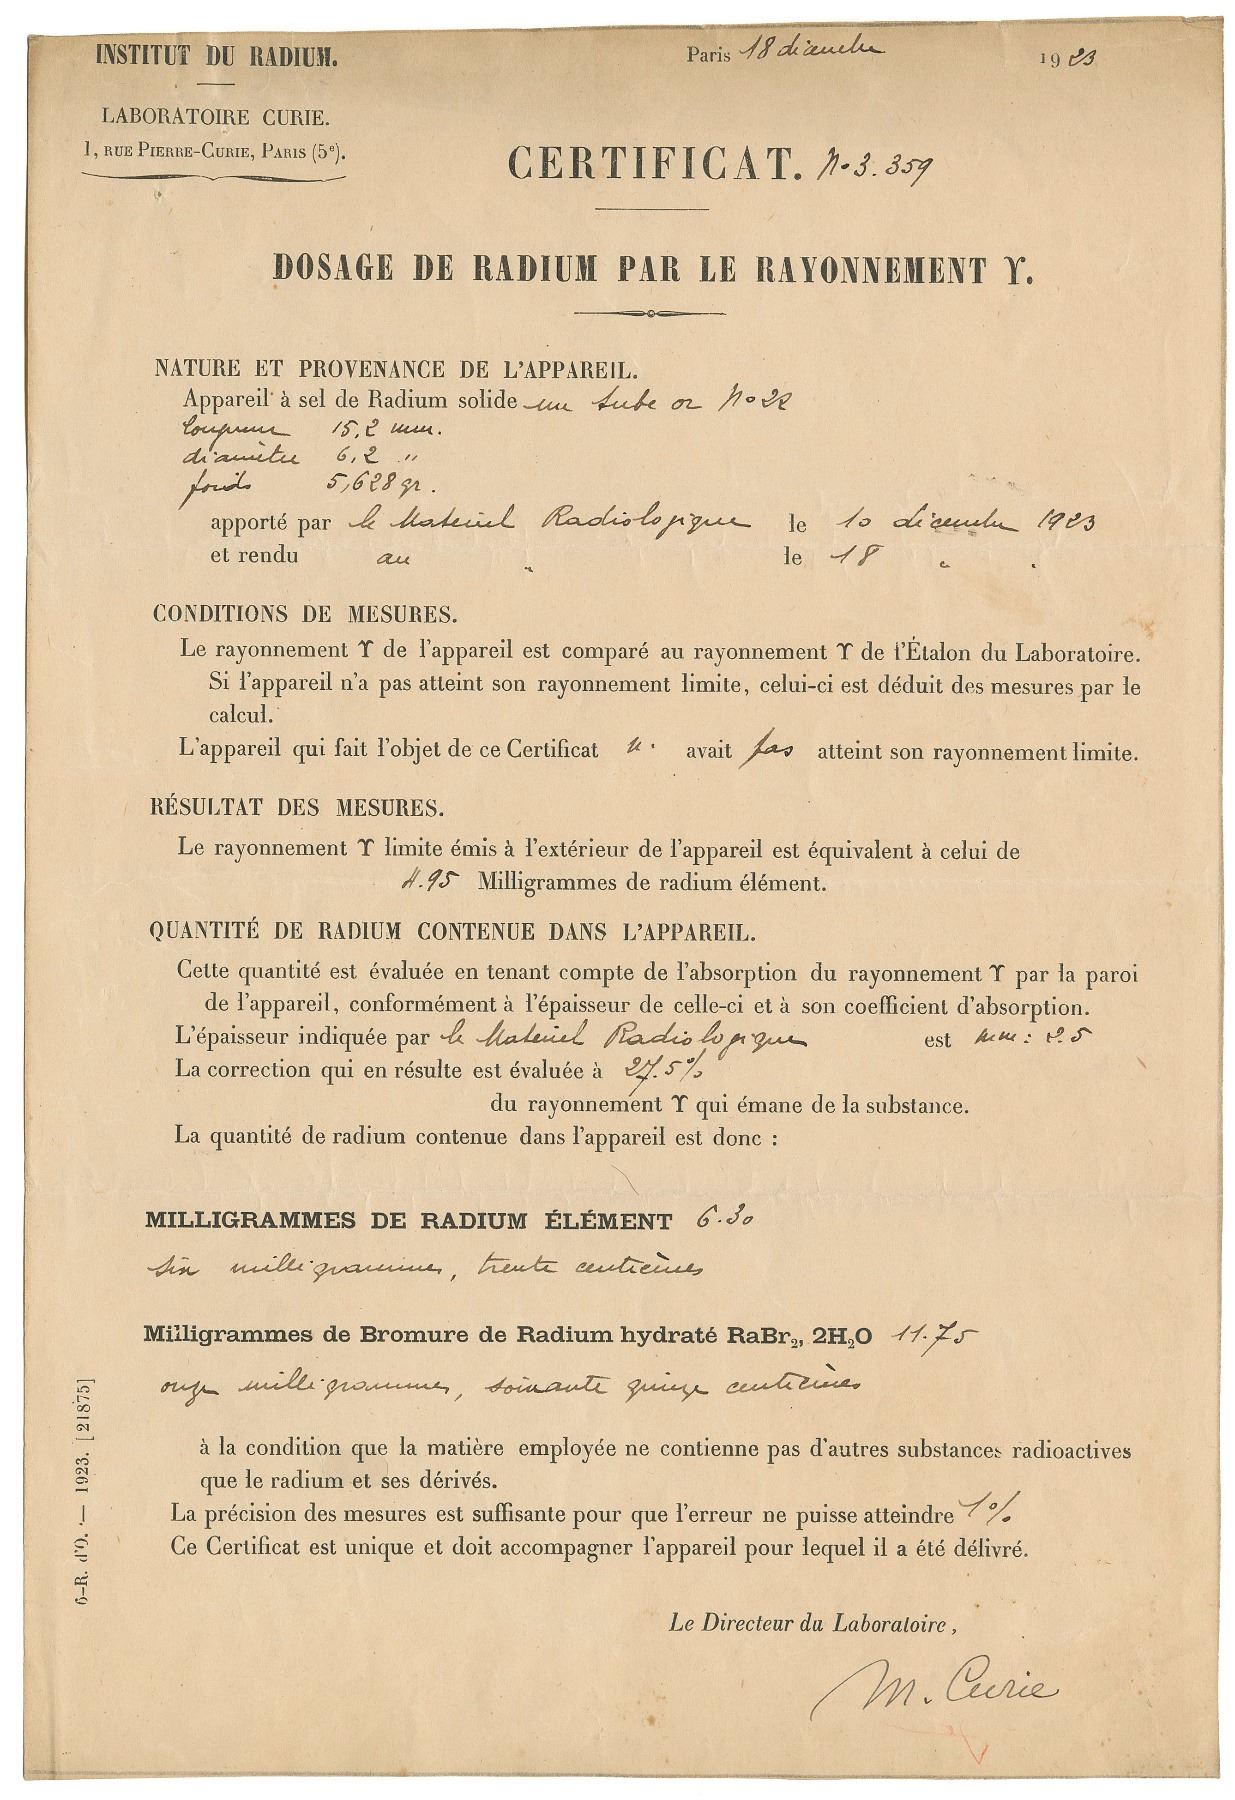 INSTITUT DU RADIUM.
Paris 18 décembre 1923
LABORATOIRE CURIE.
1, RUE PIERRE-CURIE, PARIS (5e).
CERTIFICAT. No 3.359
DOSAGE DE RADIUM PAR LE RAYONNEMENT ϒ.
NATURE ET PROVENANCE DE L'APPAREIL.
Appareil à sel de Radium solide un tube or No 22
longueur 15,2 mm.
diamètre 6,2 "
poids 5,628 gr.
apporté par le Matériel Radiologique le 10 décembre 1923
et rendu au " le 18 " "
CONDITIONS DE MESURES.
Le rayonnement ϒ de l'appareil est comparé au rayonnement ϒ de l'Étalon du Laboratoire.
Si l'appareil n'a pas atteint son rayonnement limite, celui-ci est déduit des mesures par le
calcul.
L'appareil qui fait l'objet de ce Certificat n' avait pas atteint son rayonnement limite.
RÉSULTAT DES MESURES.
Le rayonnement ϒ limite émis à l'extérieur de l'appareil est équivalent à celui de
4.95 Milligrammes de radium élément.
QUANTITÉ DE RADIUM CONTENUE DANS L'APPAREIL.
Cette quantité est évaluée en tenant compte de l'absorption du rayonnement ϒ par la paroi
de l'appareil, conformément à l'épaisseur de celle-ci et à son coefficient d'absorption.
L'épaisseur indiquée par le Matériel Radiologique est mm: 2.5
La correction qui en résulte est évaluée à 27.5%
du rayonnement ϒ qui émane de la substance.
La quantité de radium contenue dans l'appareil est donc :
MILLIGRAMMES DE RADIUM ÉLÉMENT 6.30
six milligrammes, trente centièmes
Milligrammes de Bromure de Radium hydraté RaBr₂, 2H₂O 11.75
onze milligrammes, soixante quinze centièmes
à la condition que la matière employée ne contienne pas d'autres substances radioactives
que le radium et ses dérivés.
La précision des mesures est suffisante pour que l'erreur ne puisse atteindre 1%
Ce Certificat est unique et doit accompagner l'appareil pour lequel il a été délivré.
Le Directeur du Laboratoire,
M. Curie
6-R. d'O. — 1923. [21875]